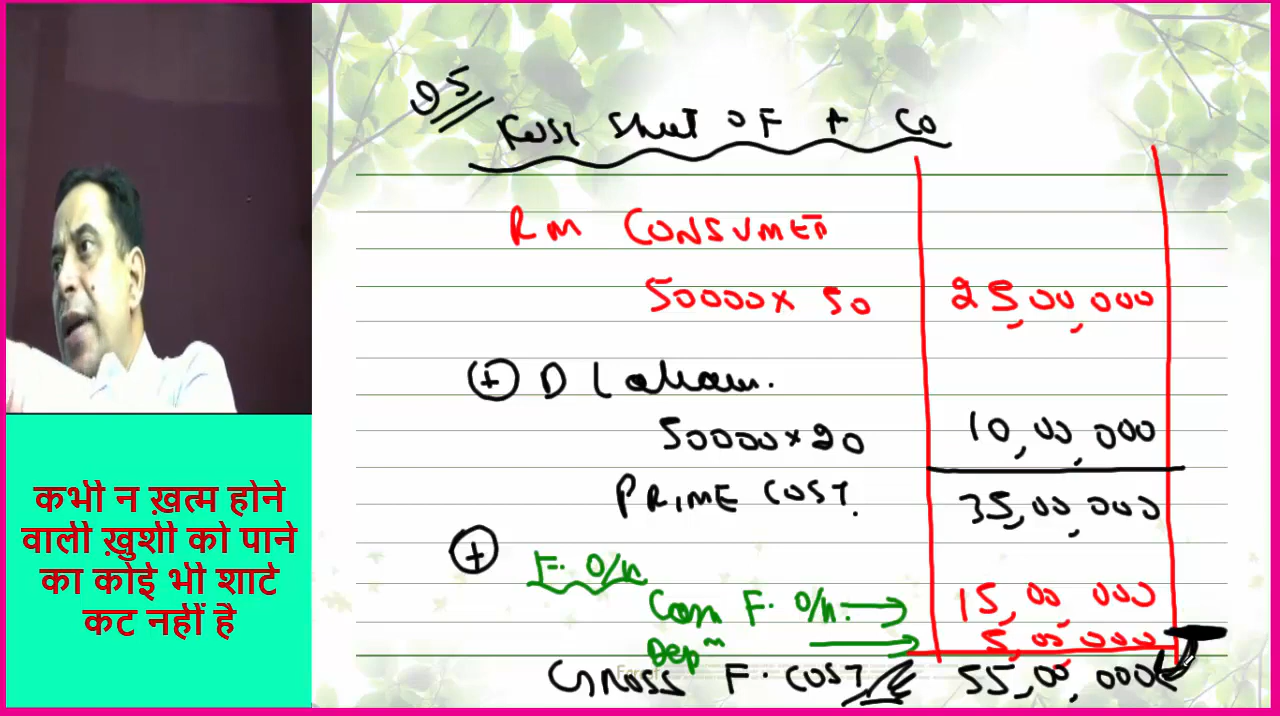 Q5
Cost Sheet OF A CO
RM CONSUMED
50000 × 50 25,00,000
(+) D Labour.
50000 × 20 10,00,000
PRIME COST. 35,00,000
(+)
F. O/H
Con F. O/H. → 15,00,000
Depn → 5,00,000
GROSS F. COST 55,00,000
कभी न ख़त्म होने
वाली ख़ुशी को पाने
का कोई भी शार्ट
कट नहीं है